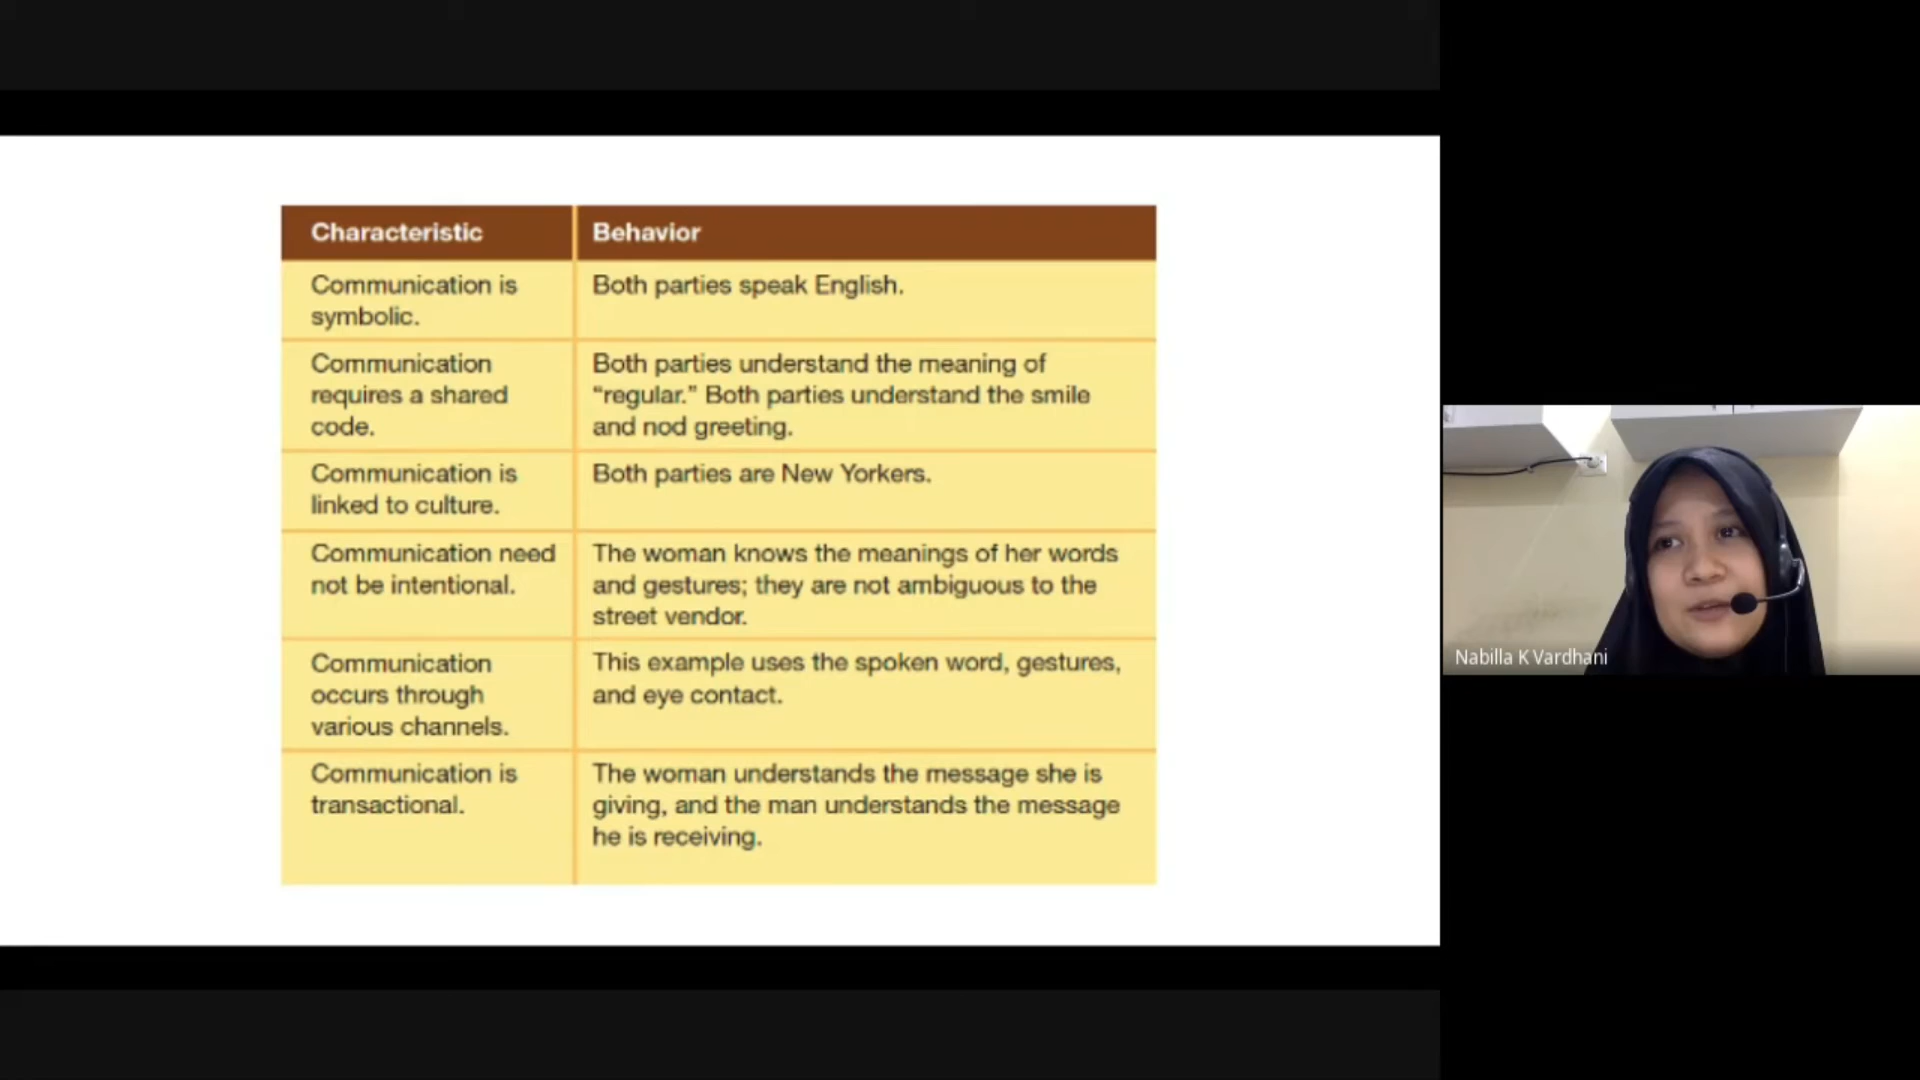 Characteristic
Behavior
Communication is
symbolic.
Both parties speak English.
Communication
requires a shared
code.
Both parties understand the meaning of
“regular.” Both parties understand the smile
and nod greeting.
Communication is
linked to culture.
Both parties are New Yorkers.
Communication need
not be intentional.
The woman knows the meanings of her words
and gestures; they are not ambiguous to the
street vendor.
Communication
occurs through
various channels.
This example uses the spoken word, gestures,
and eye contact.
Communication is
transactional.
The woman understands the message she is
giving, and the man understands the message
he is receiving.
Nabilla K Vardhani